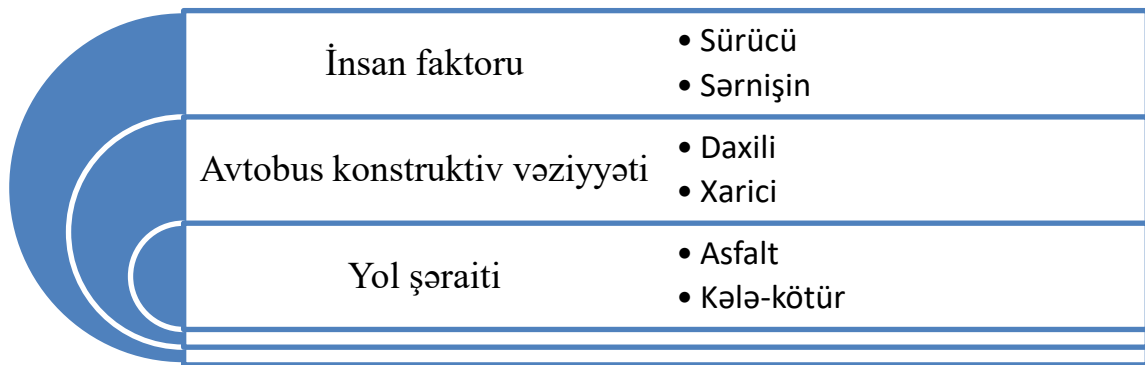 İnsan faktoru
• Sürücü
• Sərnişin
Avtobus konstruktiv vəziyyəti
• Daxili
• Xarici
Yol şəraiti
• Asfalt
• Kələ-kötür